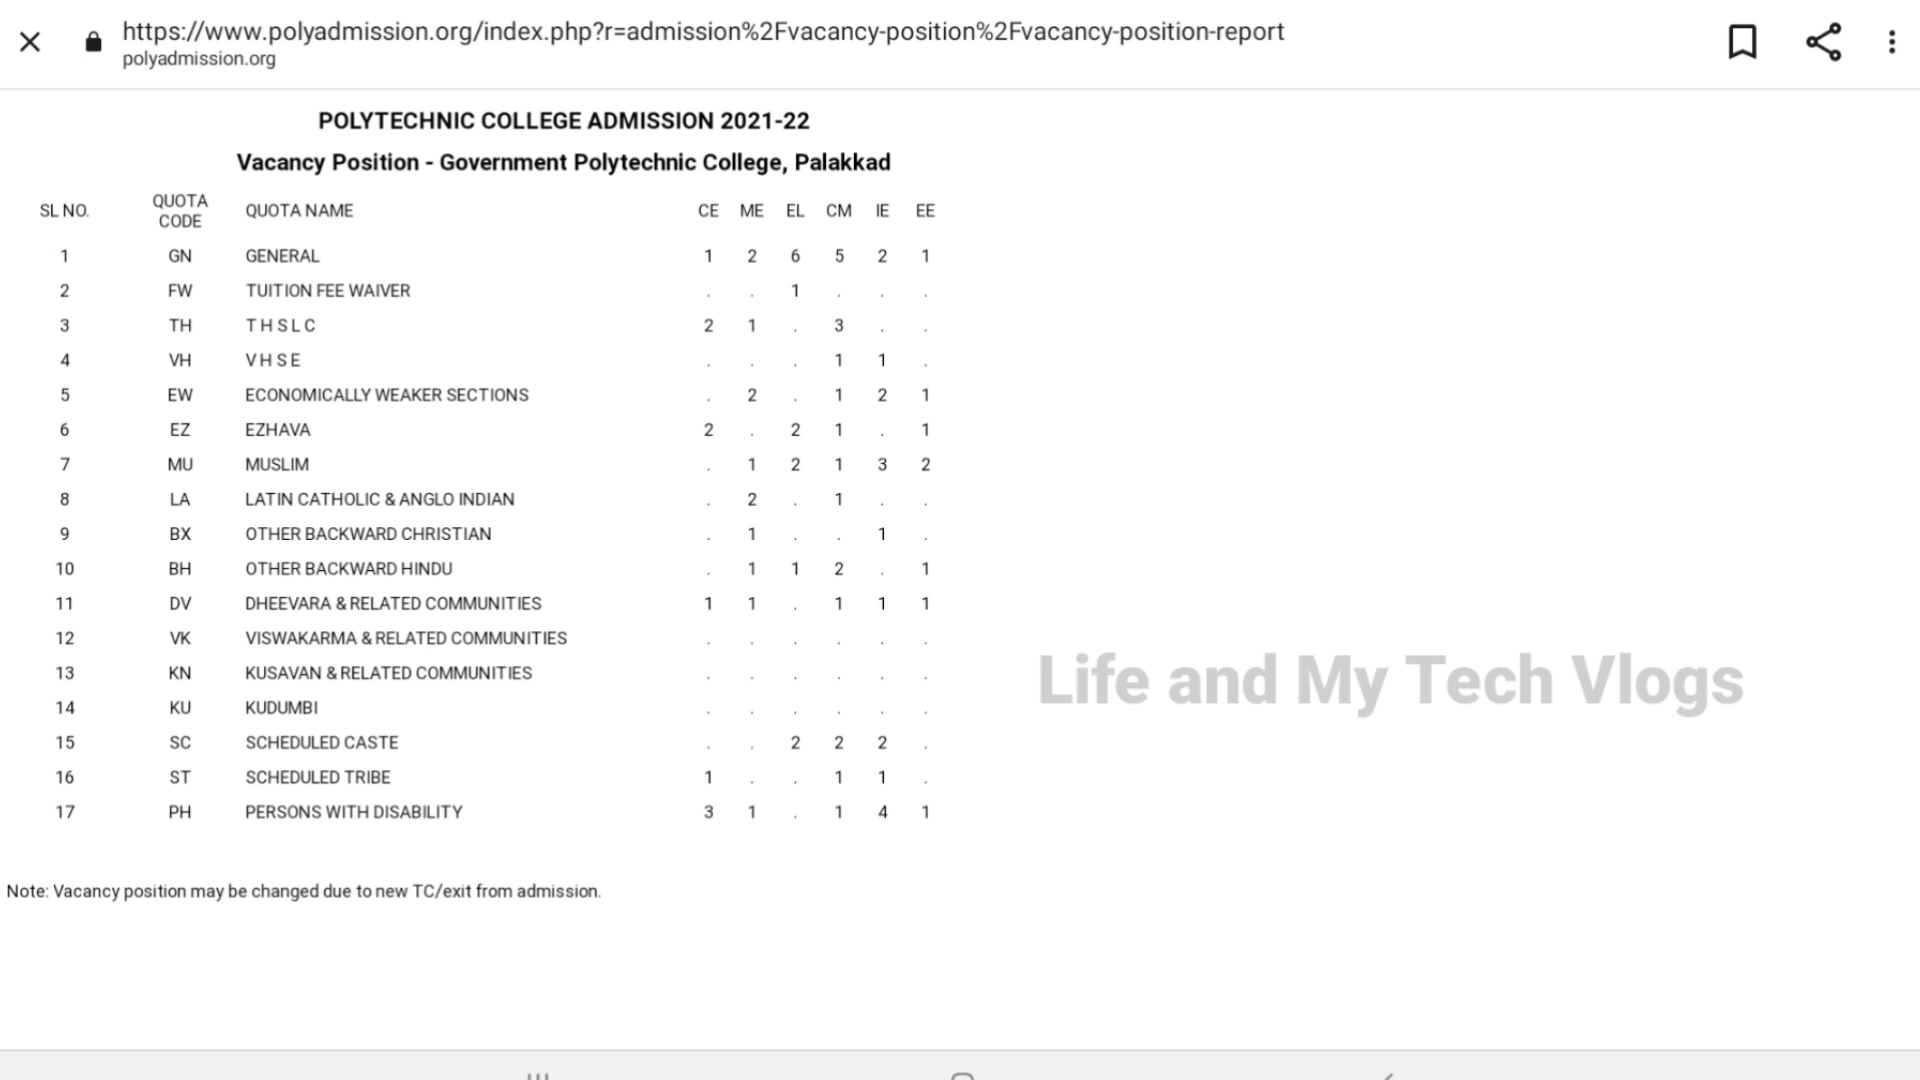 https://www.polyadmission.org/index.php?r=admission%2Fvacancy-position%2Fvacancy-position-report
polyadmission.org
POLYTECHNIC COLLEGE ADMISSION 2021-22
Vacancy Position - Government Polytechnic College, Palakkad
SL NO. QUOTA CODE QUOTA NAME CE ME EL CM IE EE
1 GN GENERAL 1 2 6 5 2 1
2 FW TUITION FEE WAIVER . . 1 . . .
3 TH T H S L C 2 1 . 3 . .
4 VH V H S E . . . 1 1 .
5 EW ECONOMICALLY WEAKER SECTIONS . 2 . 1 2 1
6 EZ EZHAVA 2 . 2 1 . 1
7 MU MUSLIM . 1 2 1 3 2
8 LA LATIN CATHOLIC & ANGLO INDIAN . 2 . 1 . .
9 BX OTHER BACKWARD CHRISTIAN . 1 . . 1 .
10 BH OTHER BACKWARD HINDU . 1 1 2 . 1
11 DV DHEEVARA & RELATED COMMUNITIES 1 1 . 1 1 1
12 VK VISWAKARMA & RELATED COMMUNITIES . . . . . .
13 KN KUSAVAN & RELATED COMMUNITIES . . . . . .
14 KU KUDUMBI . . . . . .
15 SC SCHEDULED CASTE . . 2 2 2 .
16 ST SCHEDULED TRIBE 1 . . 1 1 .
17 PH PERSONS WITH DISABILITY 3 1 . 1 4 1
Life and My Tech Vlogs
Note: Vacancy position may be changed due to new TC/exit from admission.